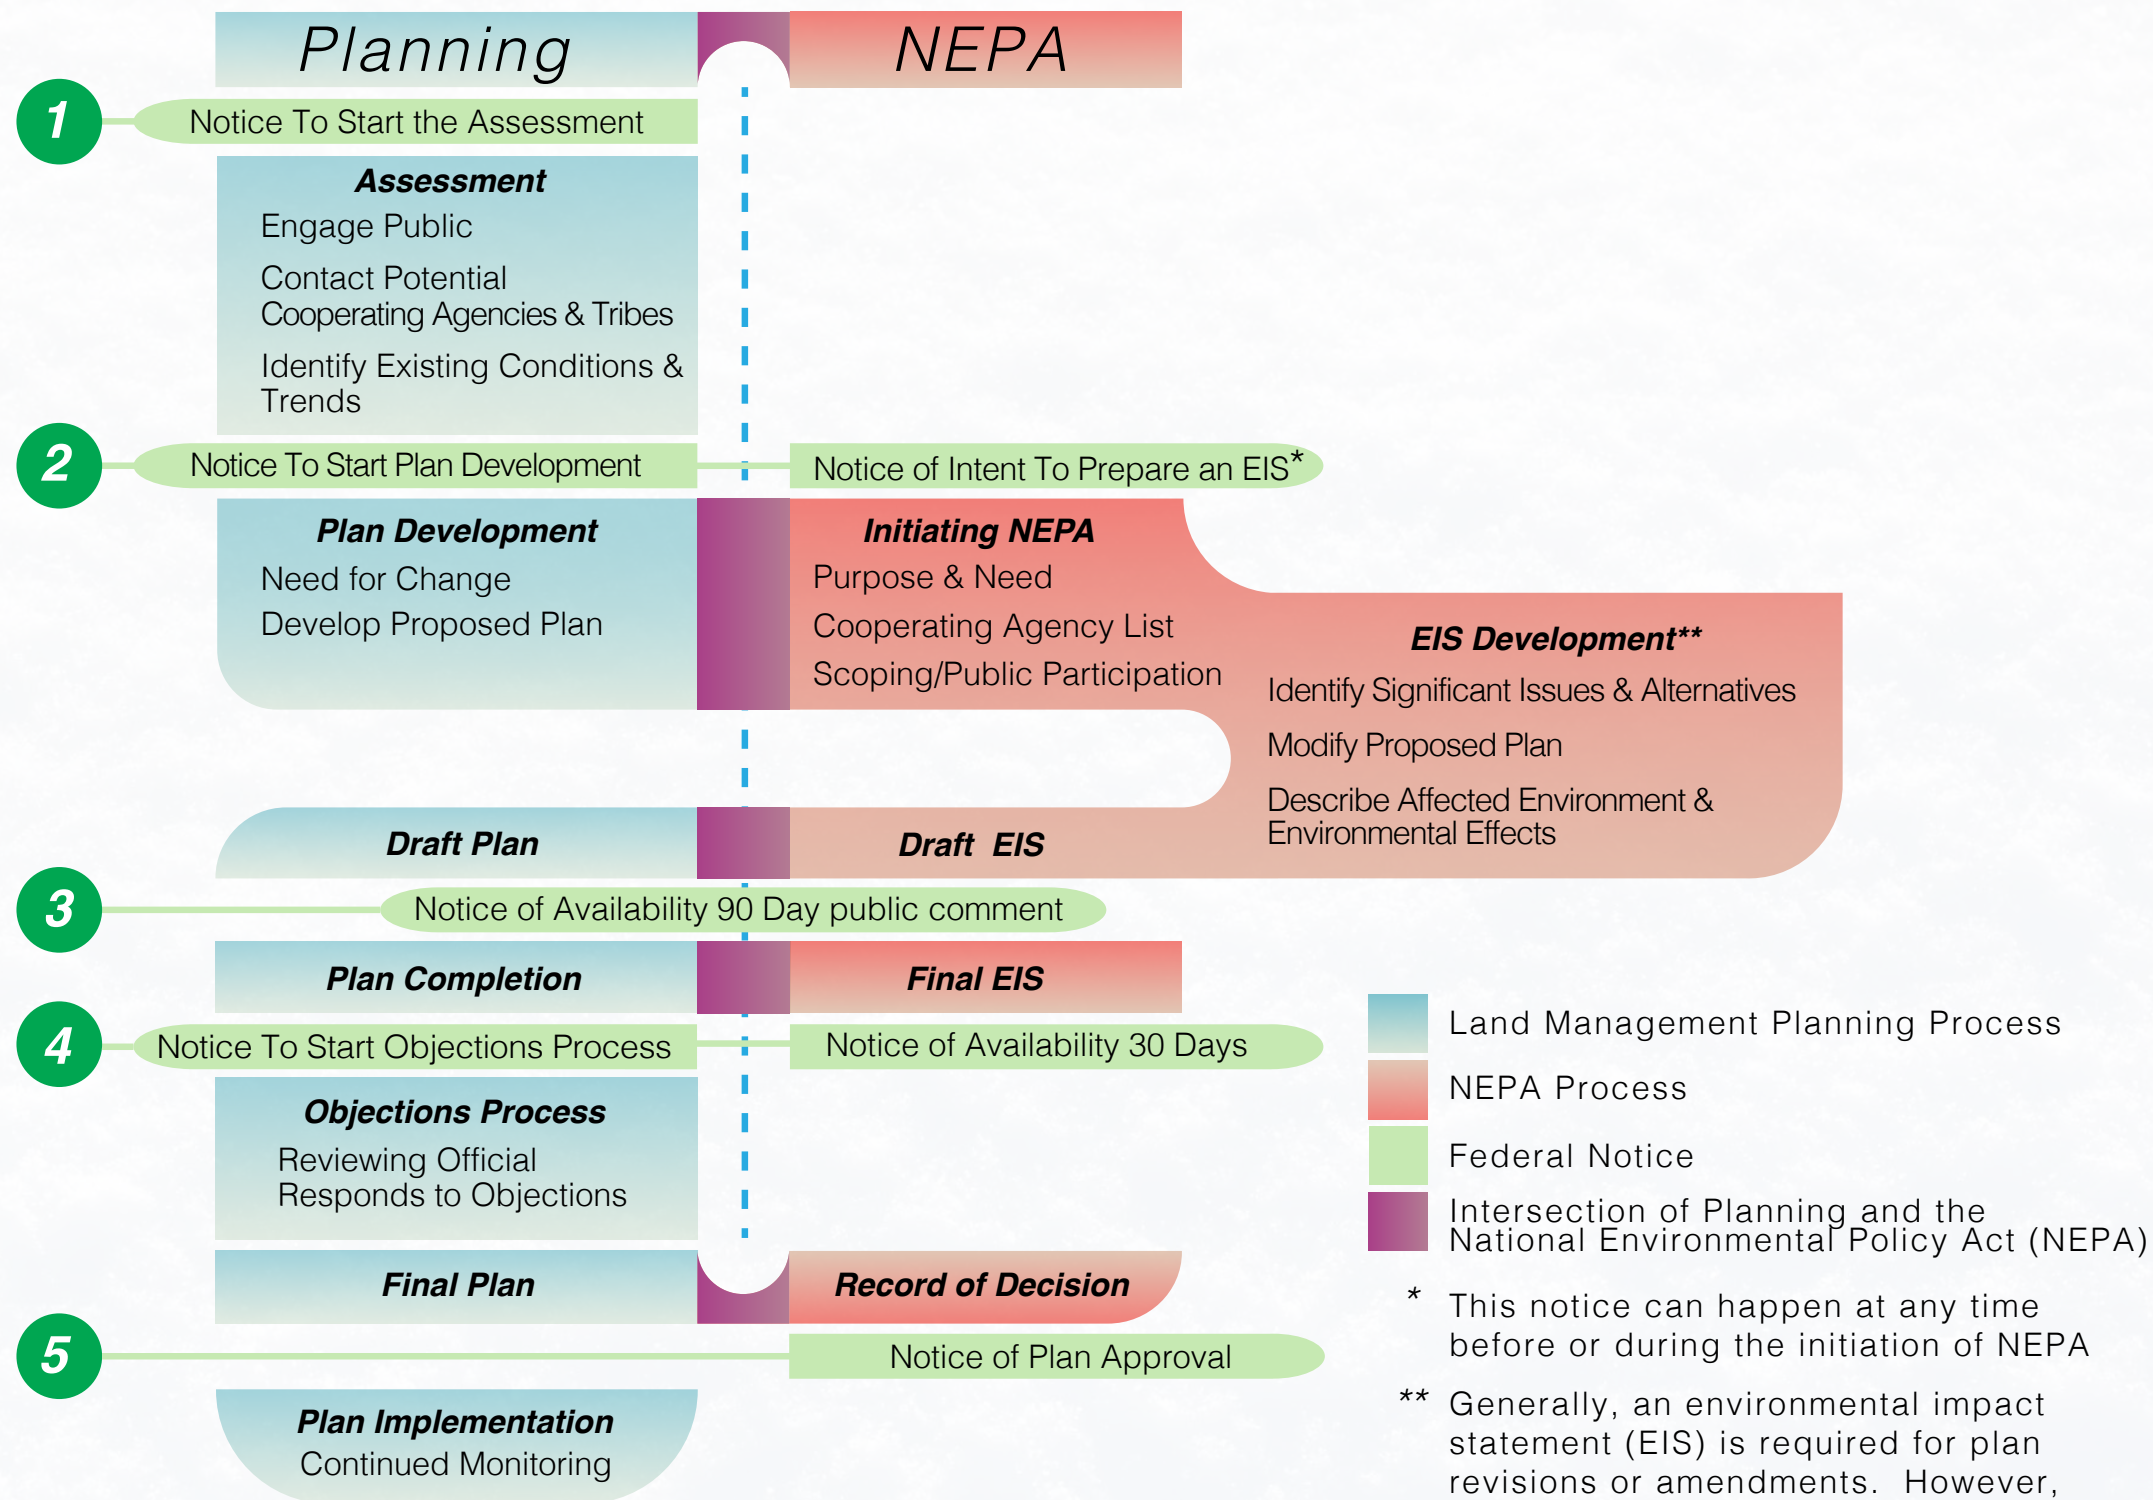 Planning
NEPA
1
Notice To Start the Assessment
Assessment
Engage Public
Contact Potential
Cooperating Agencies & Tribes
Identify Existing Conditions &
Trends
2
Notice To Start Plan Development
Notice of Intent To Prepare an EIS*
Plan Development
Need for Change
Develop Proposed Plan
Initiating NEPA
Purpose & Need
Cooperating Agency List
Scoping/Public Participation
EIS Development**
Identify Significant Issues & Alternatives
Modify Proposed Plan
Describe Affected Environment &
Environmental Effects
Draft Plan
Draft EIS
3
Notice of Availability 90 Day public comment
Plan Completion
Final EIS
4
Notice To Start Objections Process
Notice of Availability 30 Days
Objections Process
Reviewing Official
Responds to Objections
Final Plan
Record of Decision
5
Notice of Plan Approval
Plan Implementation
Continued Monitoring
Land Management Planning Process
NEPA Process
Federal Notice
Intersection of Planning and the
National Environmental Policy Act (NEPA)
* This notice can happen at any time
before or during the initiation of NEPA
** Generally, an environmental impact
statement (EIS) is required for plan
revisions or amendments. However,